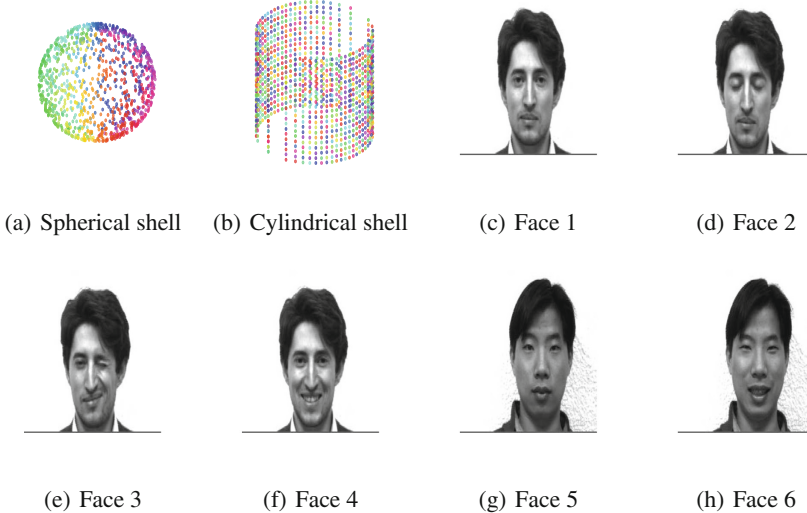 (a) Spherical shell (b) Cylindrical shell (c) Face 1 (d) Face 2
(e) Face 3 (f) Face 4 (g) Face 5 (h) Face 6